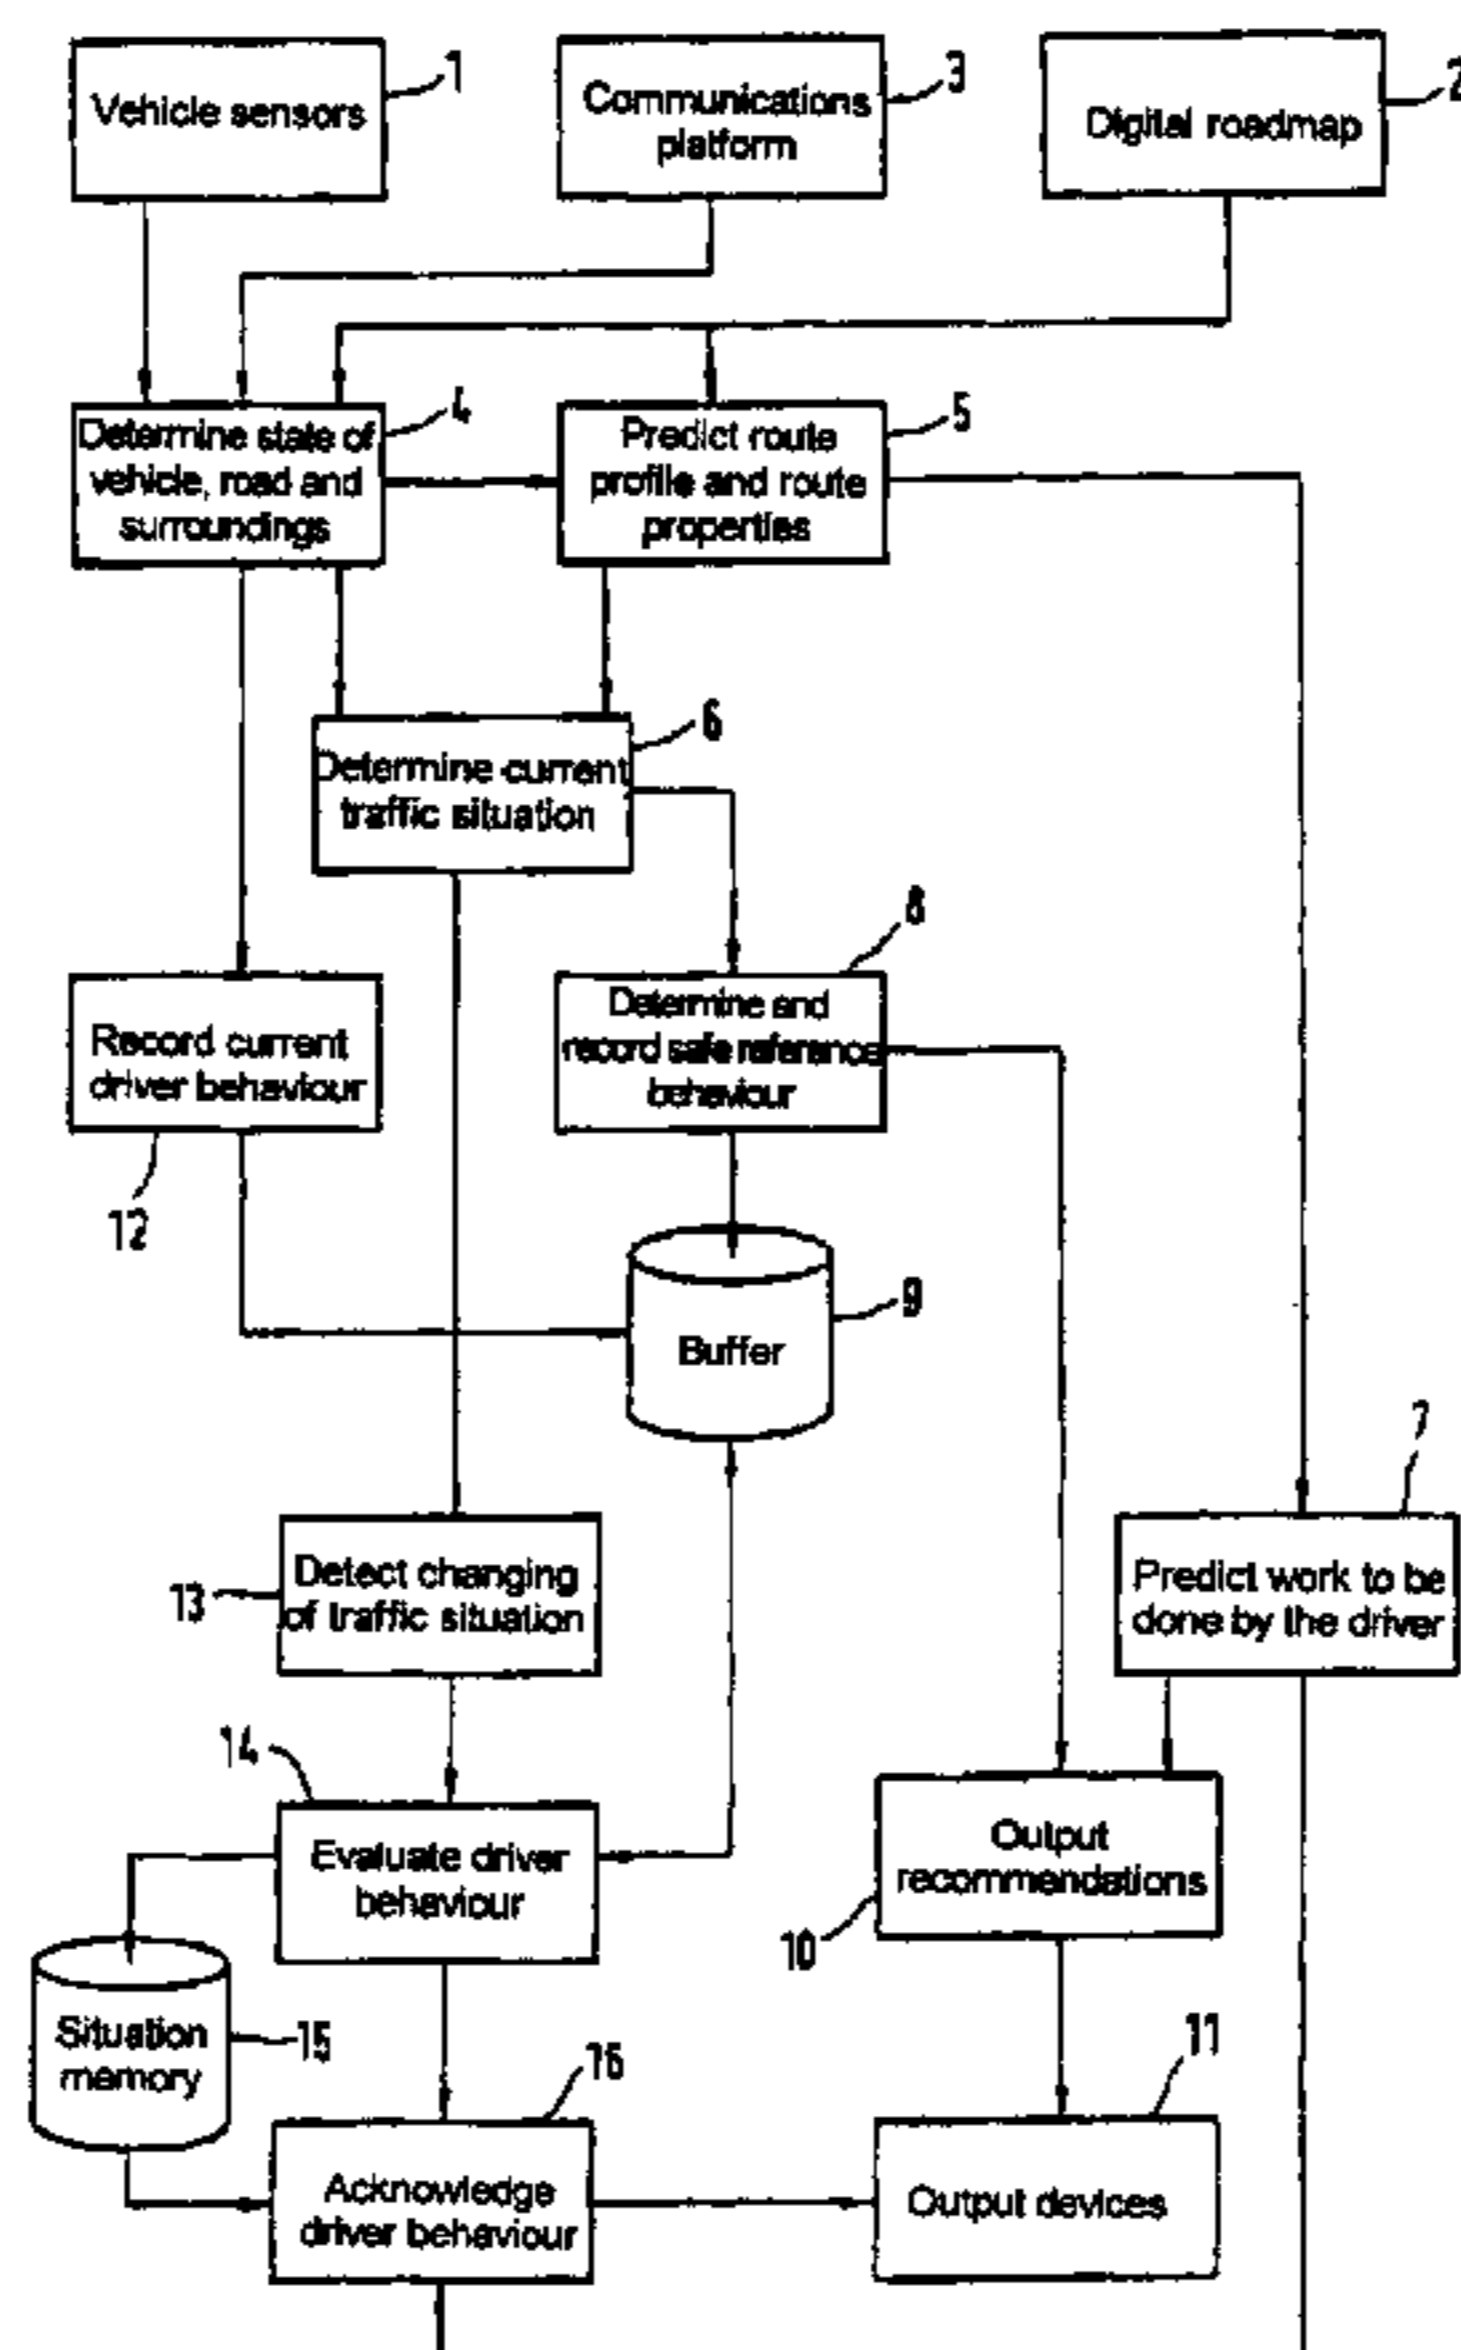 1
3
2
Vehicle sensors
Communications
platform
Digital roadmap
4
5
Determine state of
vehicle, road and
surroundings
Predict route
profile and route
properties
6
Determine current
traffic situation
8
Record current
driver behaviour
Determine and
record safe reference
behaviour
12
9
Buffer
7
13
Detect changing
of traffic situation
Predict work to be
done by the driver
14
Evaluate driver
behaviour
Output
recommendations
10
Situation
memory
15
16
11
Acknowledge
driver behaviour
Output devices